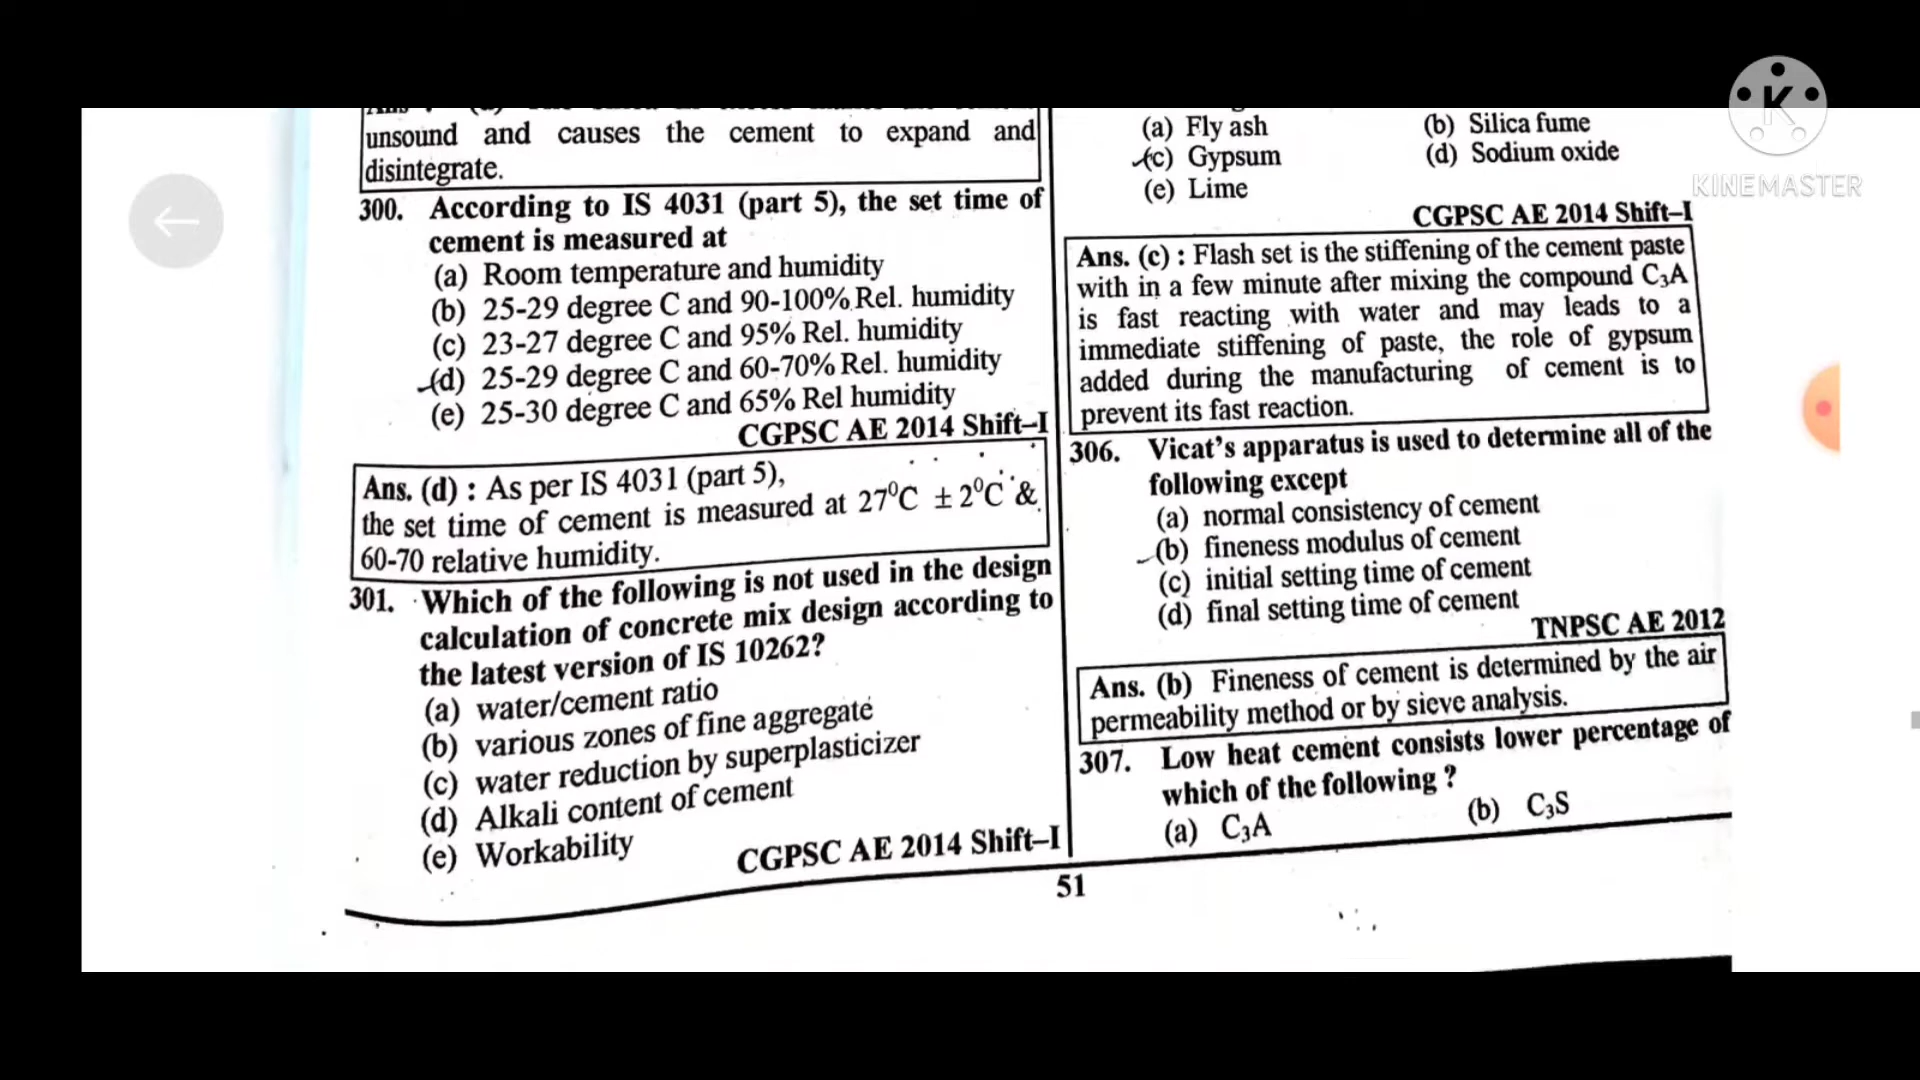 unsound and causes the cement to expand and
disintegrate.
300. According to IS 4031 (part 5), the set time of
cement is measured at
(a) Room temperature and humidity
(b) 25-29 degree C and 90-100% Rel. humidity
(c) 23-27 degree C and 95% Rel. humidity
(d) 25-29 degree C and 60-70% Rel. humidity
(e) 25-30 degree C and 65% Rel humidity
CGPSC AE 2014 Shift–I
Ans. (d) : As per IS 4031 (part 5),
the set time of cement is measured at 27⁰C ± 2⁰C &
60-70 relative humidity.
301. Which of the following is not used in the design
calculation of concrete mix design according to
the latest version of IS 10262?
(a) water/cement ratio
(b) various zones of fine aggregate
(c) water reduction by superplasticizer
(d) Alkali content of cement
(e) Workability
CGPSC AE 2014 Shift–I
(a) Fly ash (b) Silica fume
(c) Gypsum (d) Sodium oxide
(e) Lime
CGPSC AE 2014 Shift–I
Ans. (c) : Flash set is the stiffening of the cement paste
with in a few minute after mixing the compound C₃A
is fast reacting with water and may leads to a
immediate stiffening of paste, the role of gypsum
added during the manufacturing of cement is to
prevent its fast reaction.
306. Vicat's apparatus is used to determine all of the
following except
(a) normal consistency of cement
(b) fineness modulus of cement
(c) initial setting time of cement
(d) final setting time of cement
TNPSC AE 2012
Ans. (b) Fineness of cement is determined by the air
permeability method or by sieve analysis.
307. Low heat cement consists lower percentage of
which of the following ?
(a) C₃A (b) C₃S
51
K
KINEMASTER